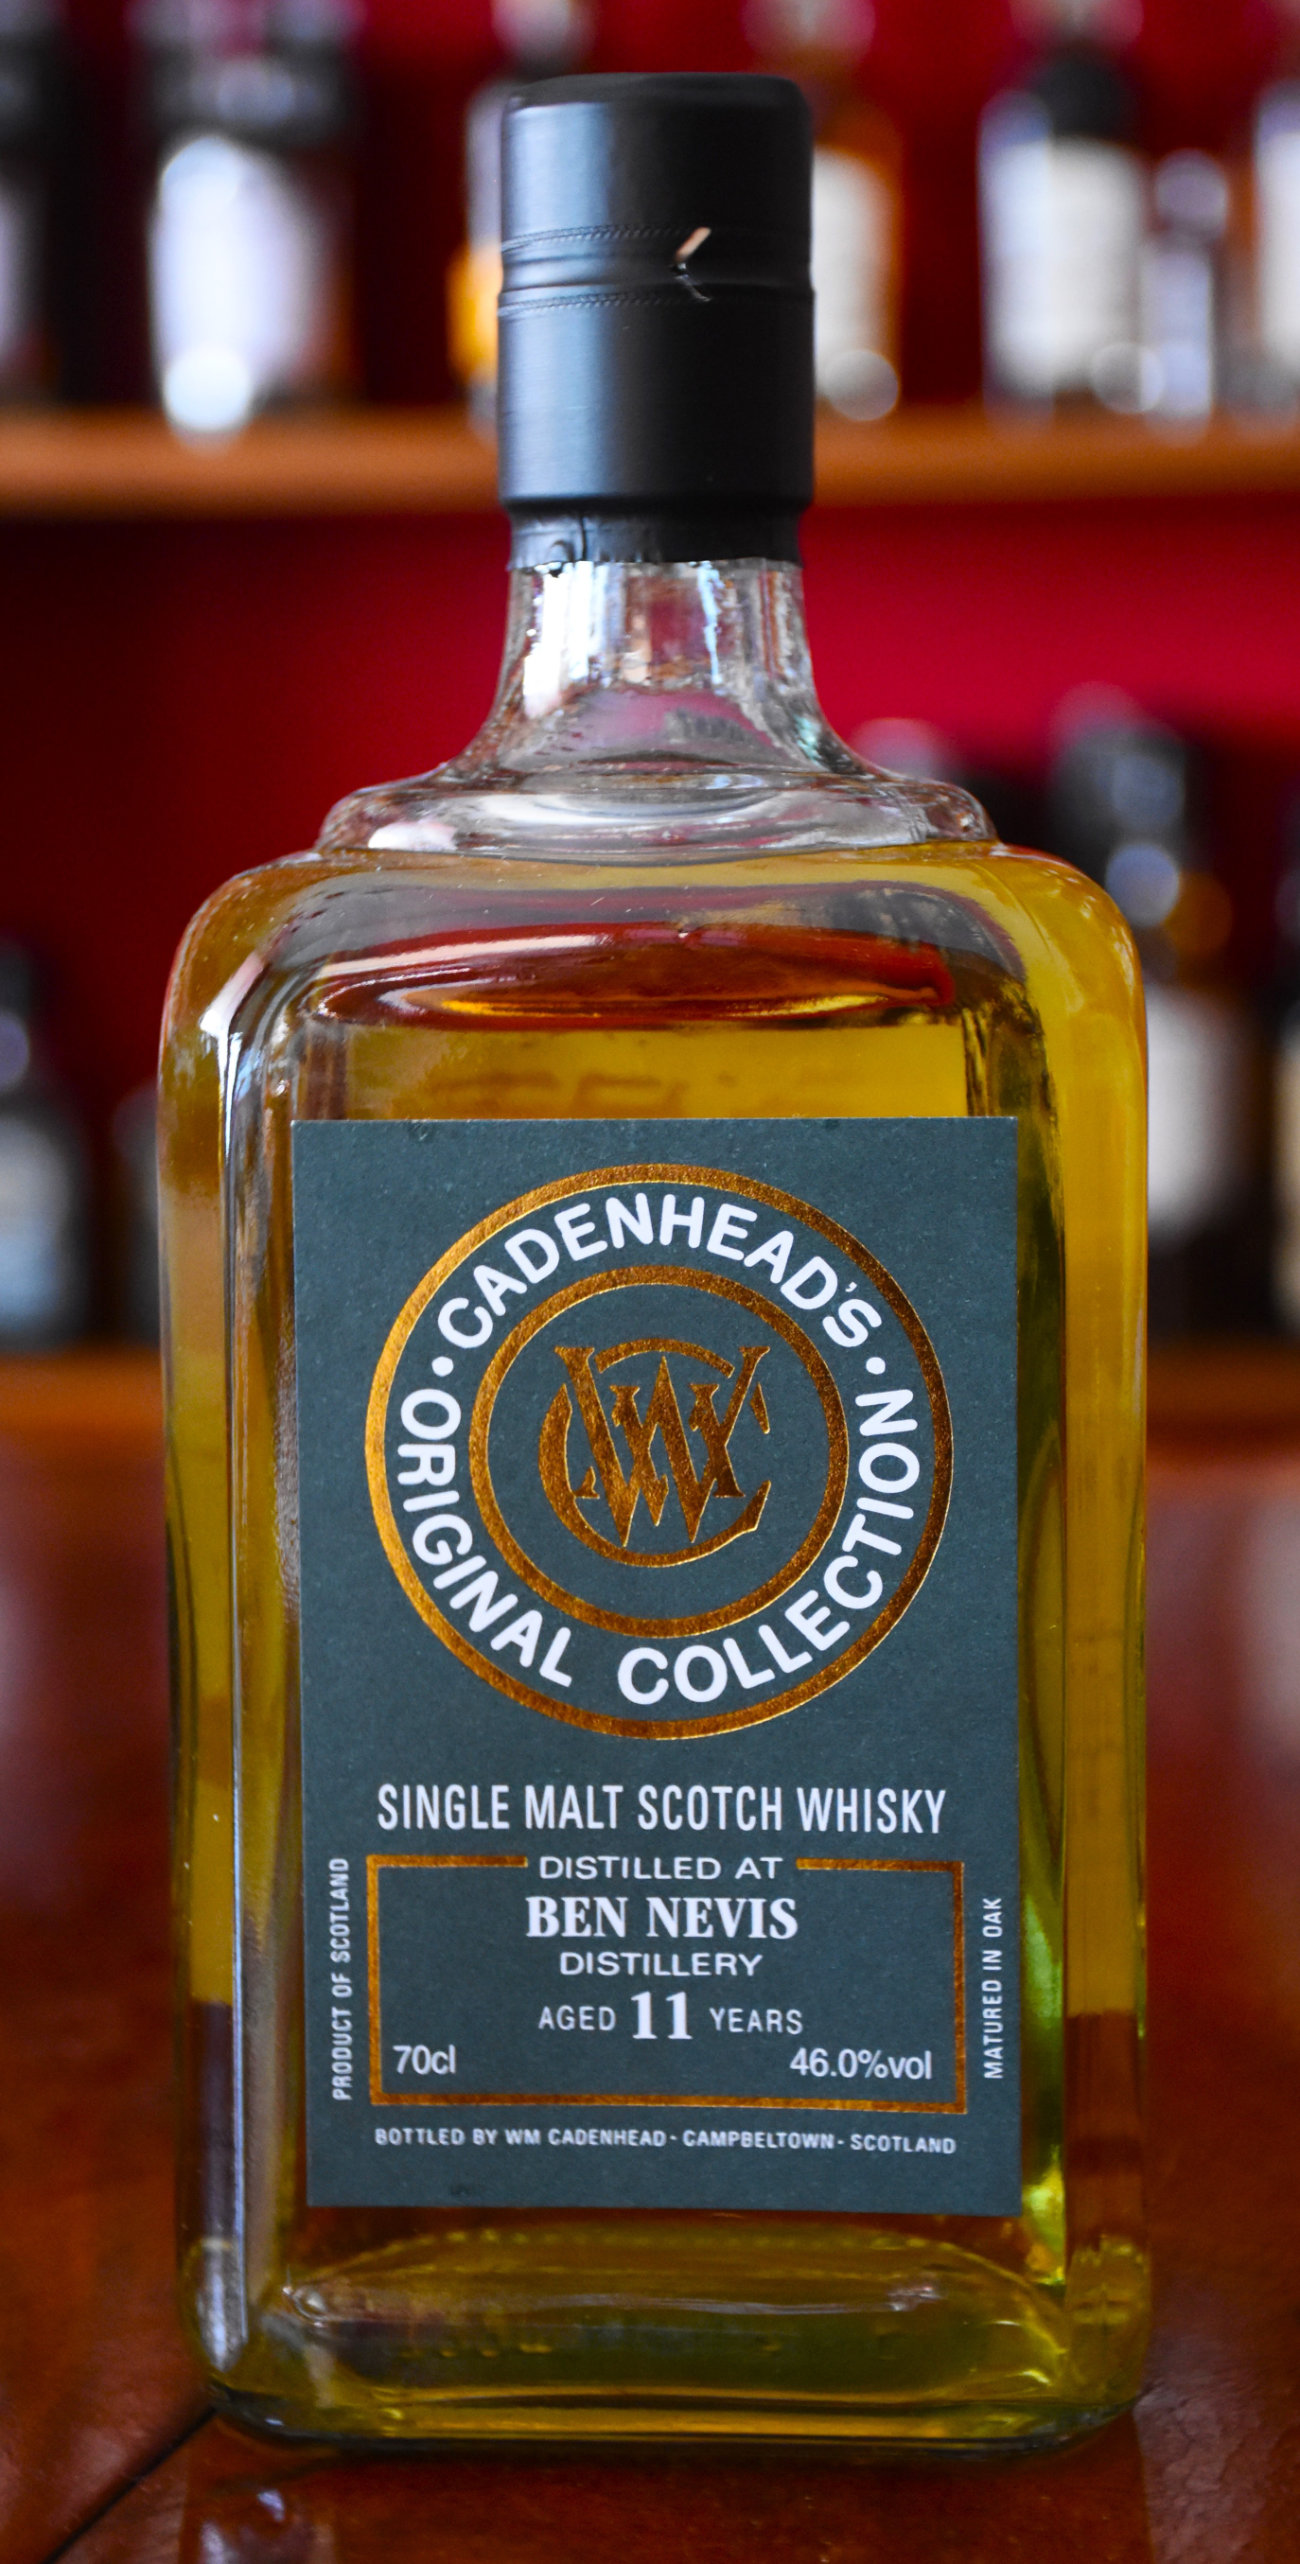 CADENHEAD'S
ORIGINAL COLLECTION
WC
SINGLE MALT SCOTCH WHISKY
DISTILLED AT
BEN NEVIS
DISTILLERY
AGED 11 YEARS
70cl 46.0%vol
PRODUCT OF SCOTLAND
MATURED IN OAK
BOTTLED BY WM CADENHEAD - CAMPBELTOWN - SCOTLAND